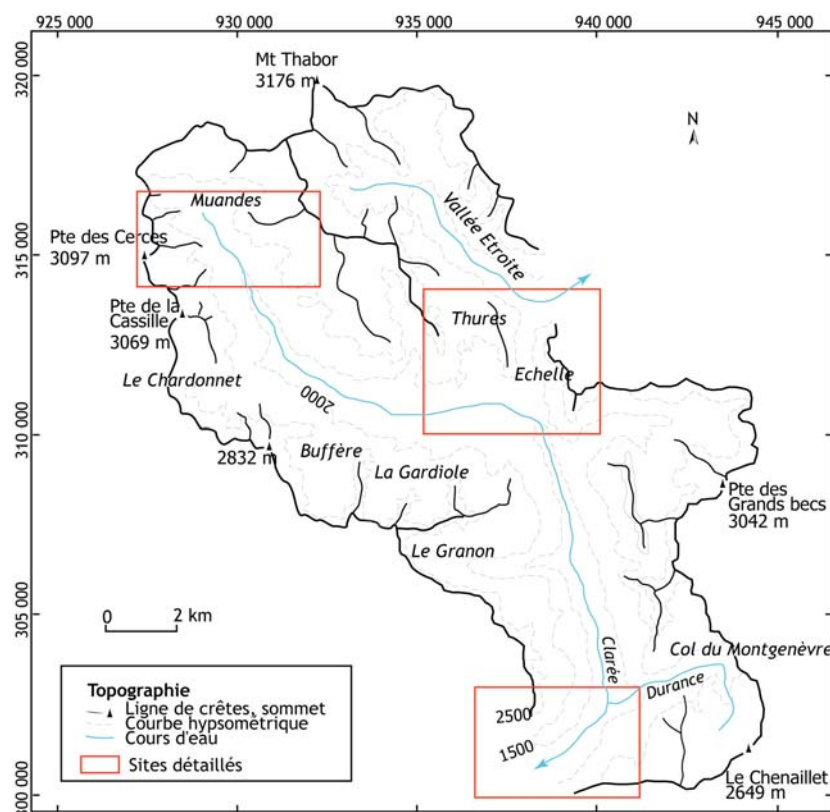 925 000
930 000
935 000
940 000
945 000
320 000
315 000
310 000
305 000
300 000
Mt Thabor
3176 m
N
Muandes
Vallée Etroite
Pte des Cerces
3097 m
Pte de la
Cassille
3069 m
Thures
Echelle
Le Chardonnet
2000
2832 m
Buffère
La Gardiole
Pte des
Grands becs
3042 m
Le Granon
0
2 km
Clarée
Col du Montgenèvre
Durance
2500
1500
Le Chenaillet
2649 m
Topographie
Ligne de crêtes, sommet
Courbe hypsomètrique
Cours d'eau
Sites détaillés